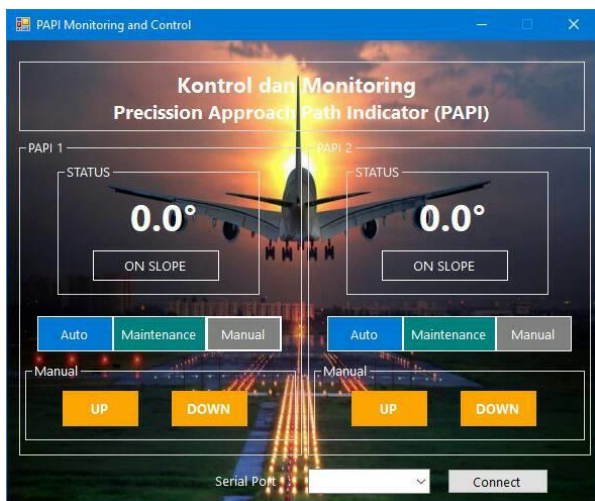 PAPI Monitoring and Control
Kontrol dan Monitoring
Precission Approach Path Indicator (PAPI)
PAPI 1
STATUS
0.0°
ON SLOPE
Auto Maintenance Manual
Manual
UP DOWN
PAPI 2
STATUS
0.0°
ON SLOPE
Auto Maintenance Manual
Manual
UP DOWN
Serial Port Connect